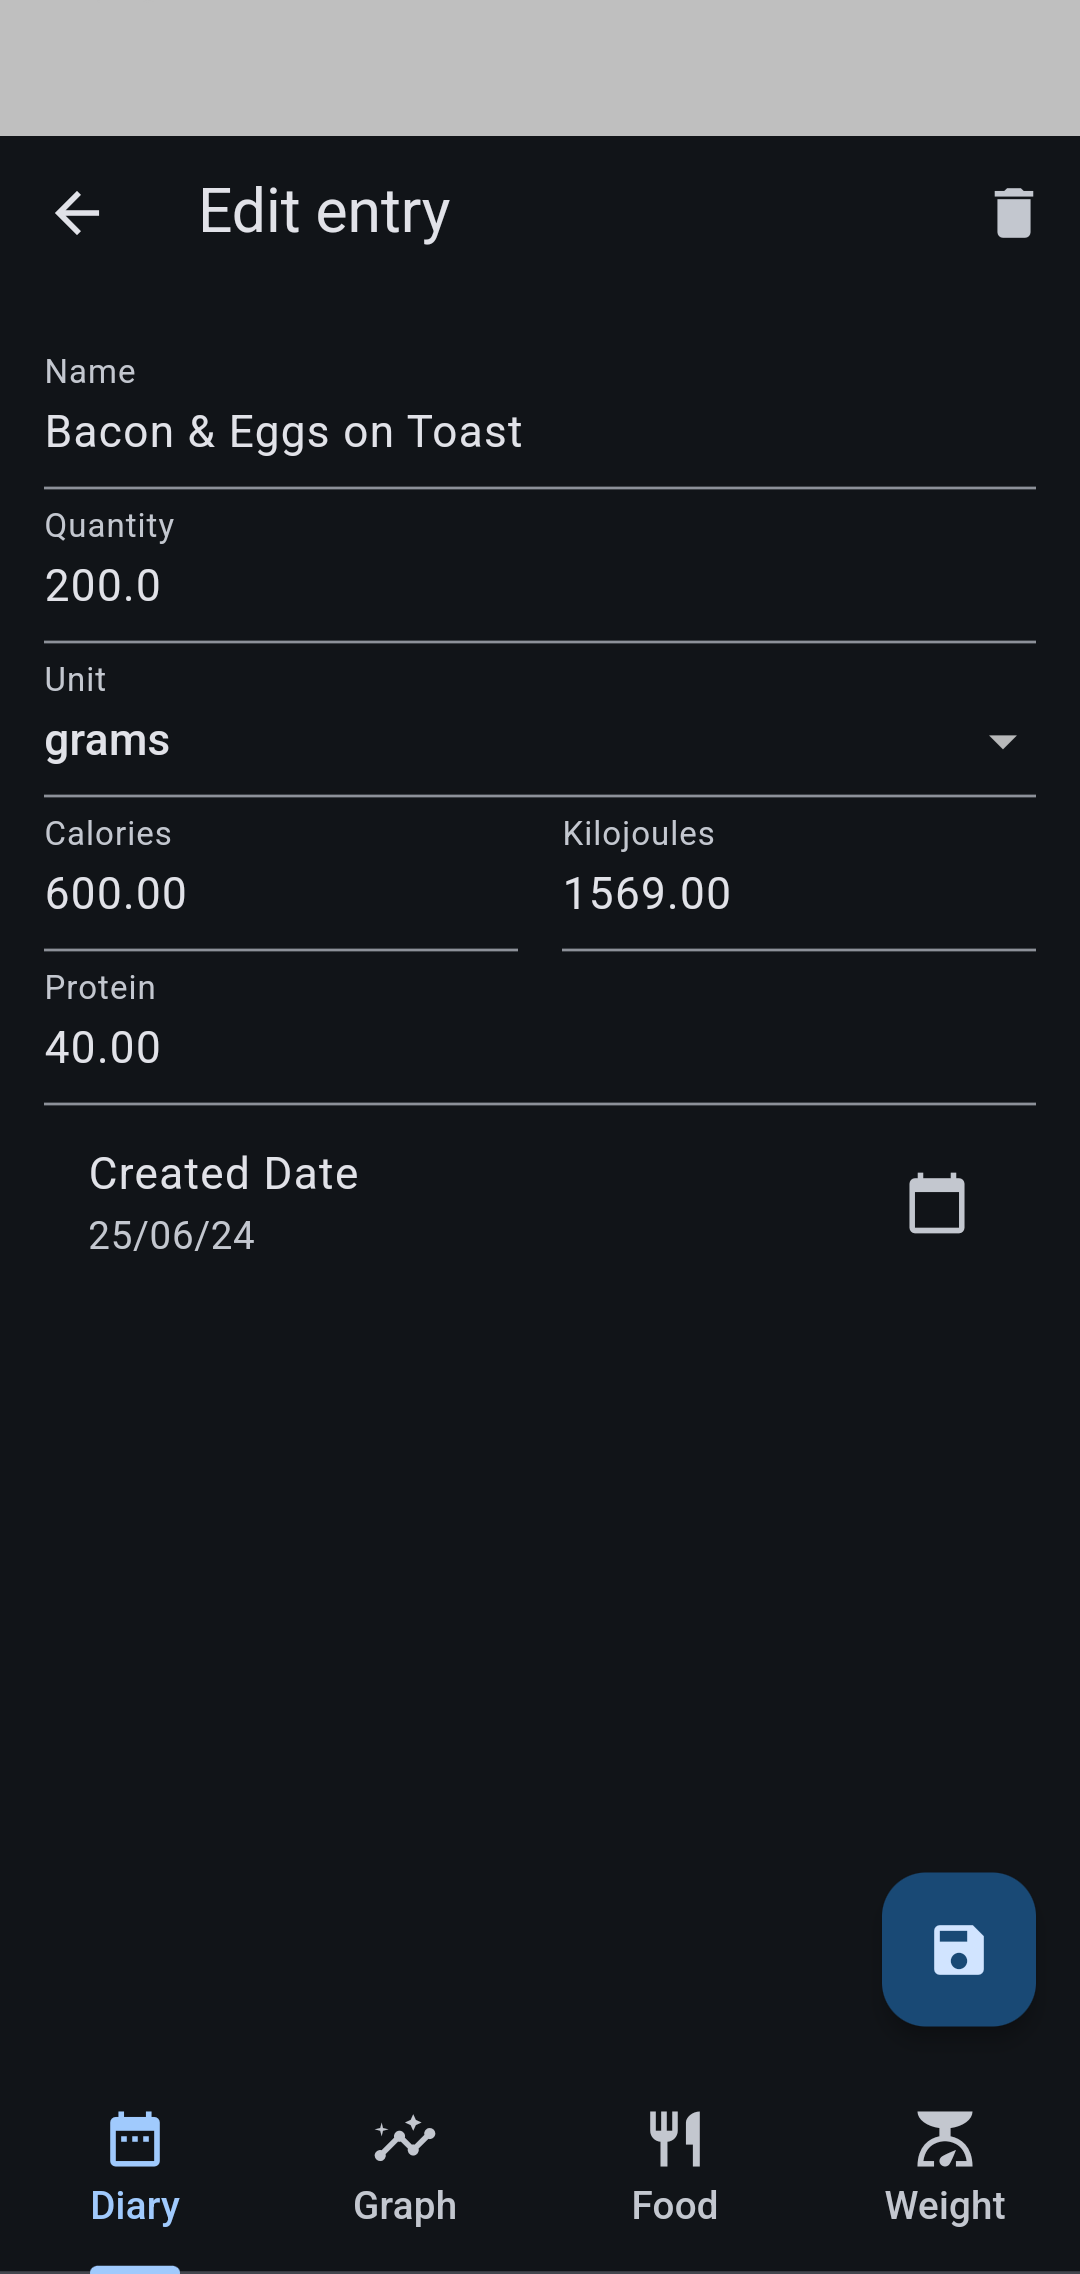 Edit entry
Name
Bacon & Eggs on Toast
Quantity
200.0
Unit
grams
Calories
Kilojoules
600.00
1569.00
Protein
40.00
Created Date
25/06/24
Diary
Graph
Food
Weight